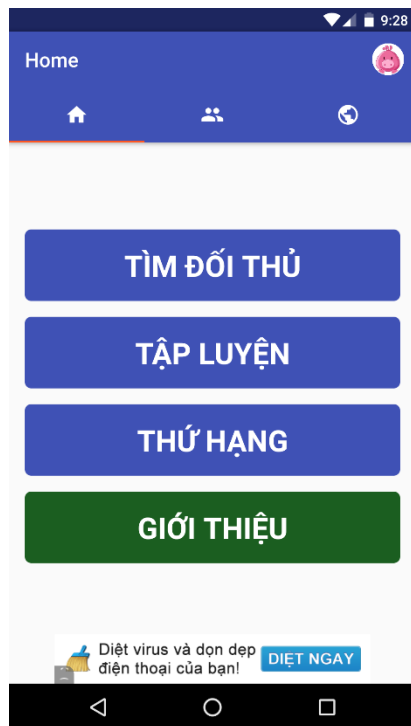 9:28
Home
TÌM ĐỐI THỦ
TẬP LUYỆN
THỨ HẠNG
GIỚI THIỆU
Diệt virus và dọn dẹp
điện thoại của bạn!
DIỆT NGAY